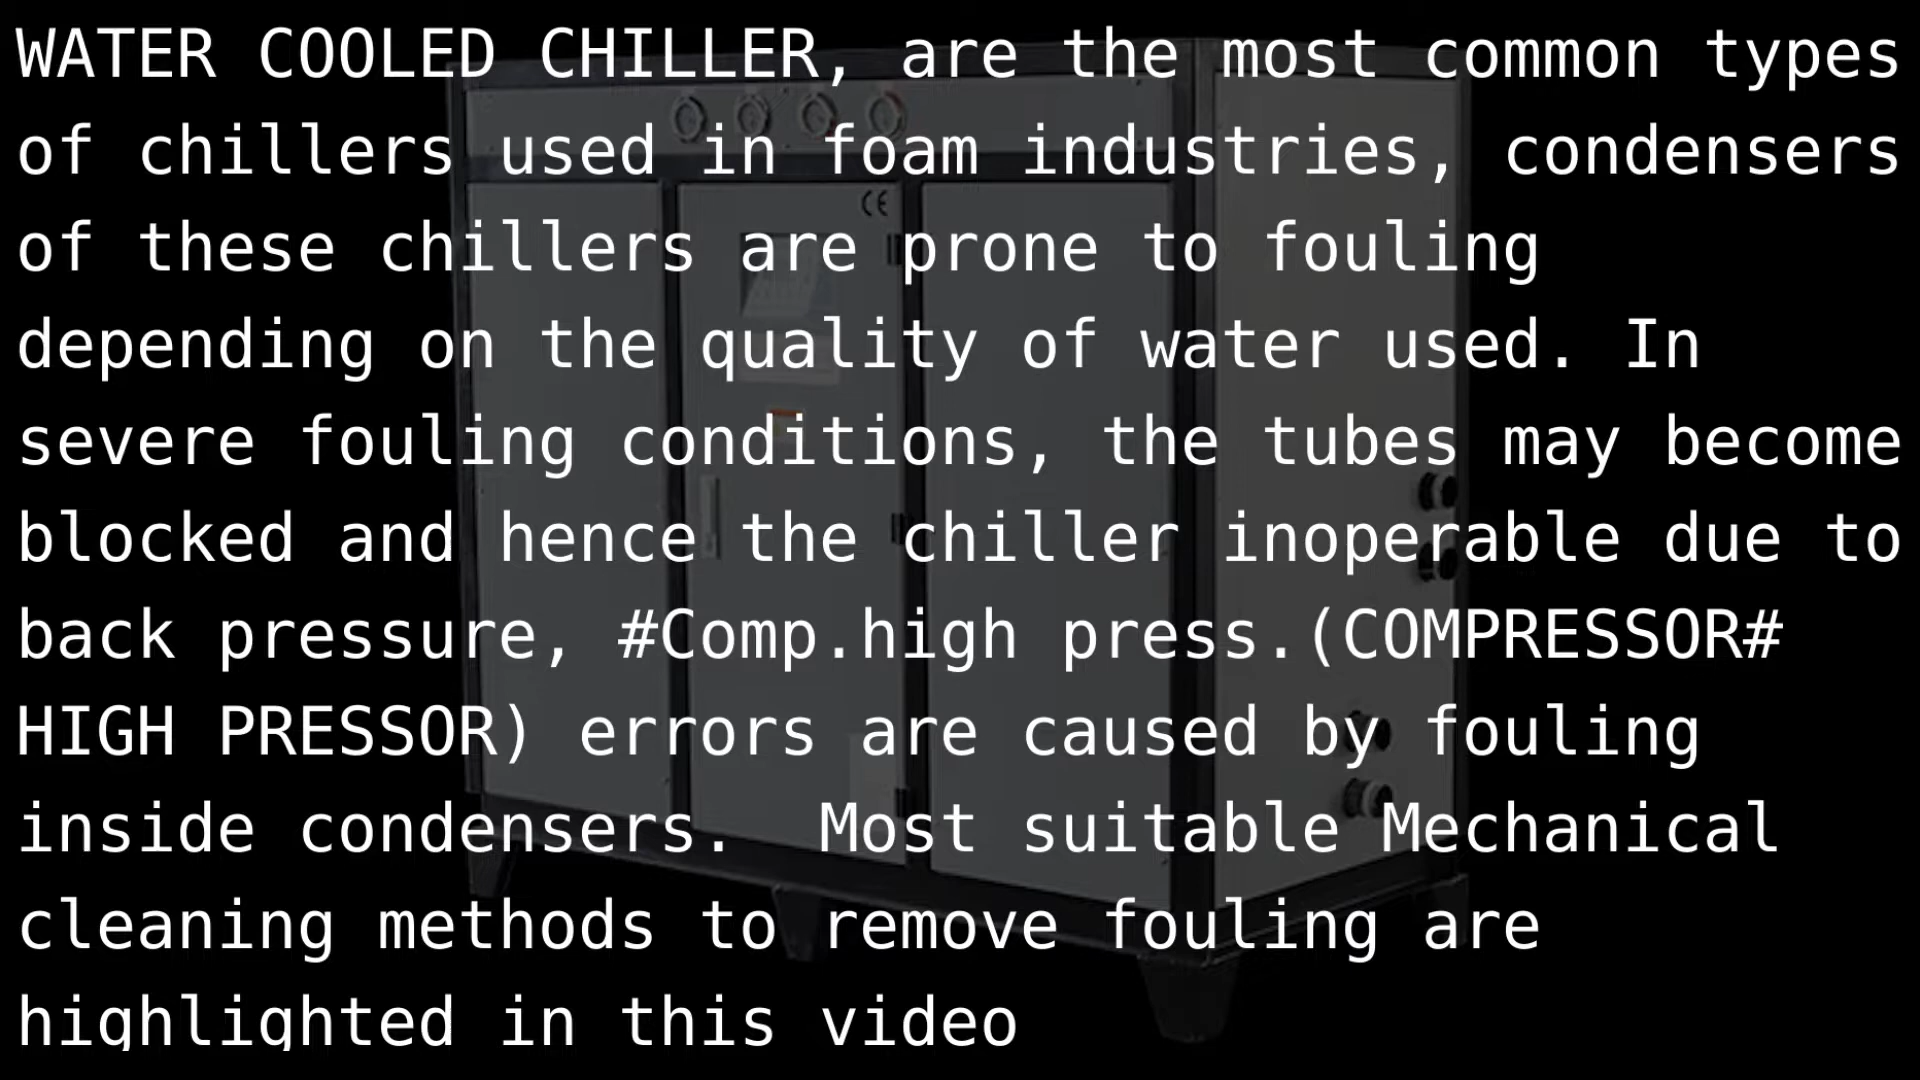 WATER COOLED CHILLER, are the most common types
of chillers used in foam industries, condensers
of these chillers are prone to fouling
depending on the quality of water used. In
severe fouling conditions, the tubes may become
blocked and hence the chiller inoperable due to
back pressure, #Comp.high press.(COMPRESSOR#
HIGH PRESSOR) errors are caused by fouling
inside condensers.  Most suitable Mechanical
cleaning methods to remove fouling are
highlighted in this video
CE